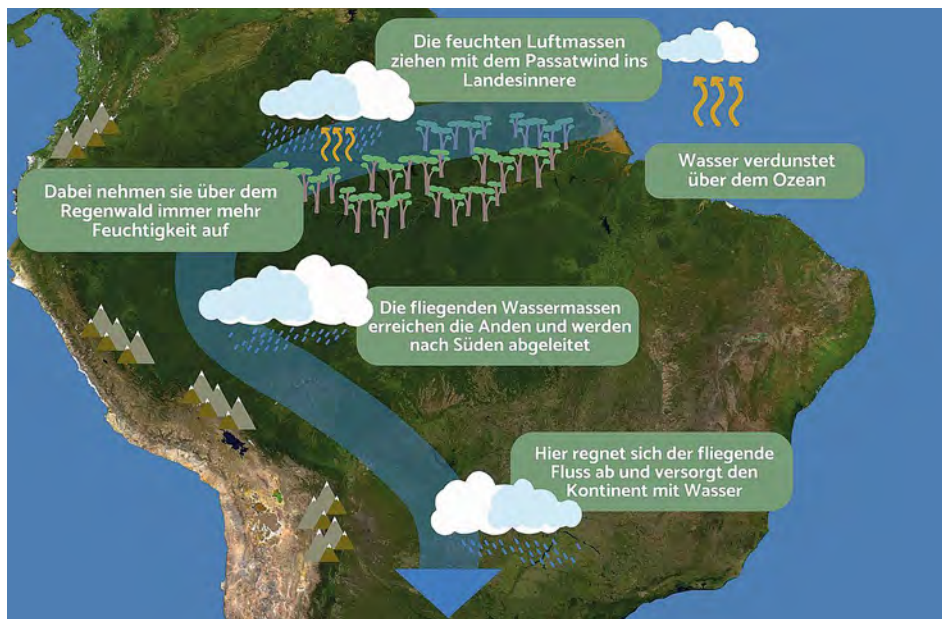 Die feuchten Luftmassen
ziehen mit dem Passatwind ins
Landesinnere
Wasser verdunstet
über dem Ozean
Dabei nehmen sie über dem
Regenwald immer mehr
Feuchtigkeit auf
Die fliegenden Wassermassen
erreichen die Anden und werden
nach Süden abgeleitet
Hier regnet sich der fliegende
Fluss ab und versorgt den
Kontinent mit Wasser